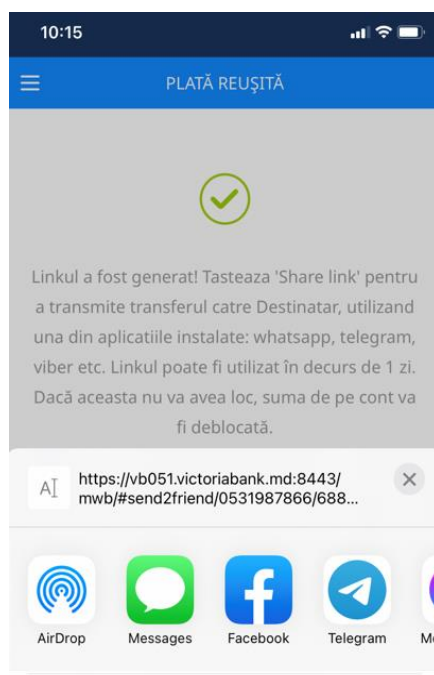 10:15
PLATĂ REUŞITĂ
Linkul a fost generat! Tasteaza 'Share link' pentru
a transmite transferul catre Destinatar, utilizand
una din aplicatiile instalate: whatsapp, telegram,
viber etc. Linkul poate fi utilizat în decurs de 1 zi.
Dacă aceasta nu va avea loc, suma de pe cont va
fi deblocată.
https://vb051.victoriabank.md:8443/
mwb/#send2friend/0531987866/688...
AirDrop Messages Facebook Telegram